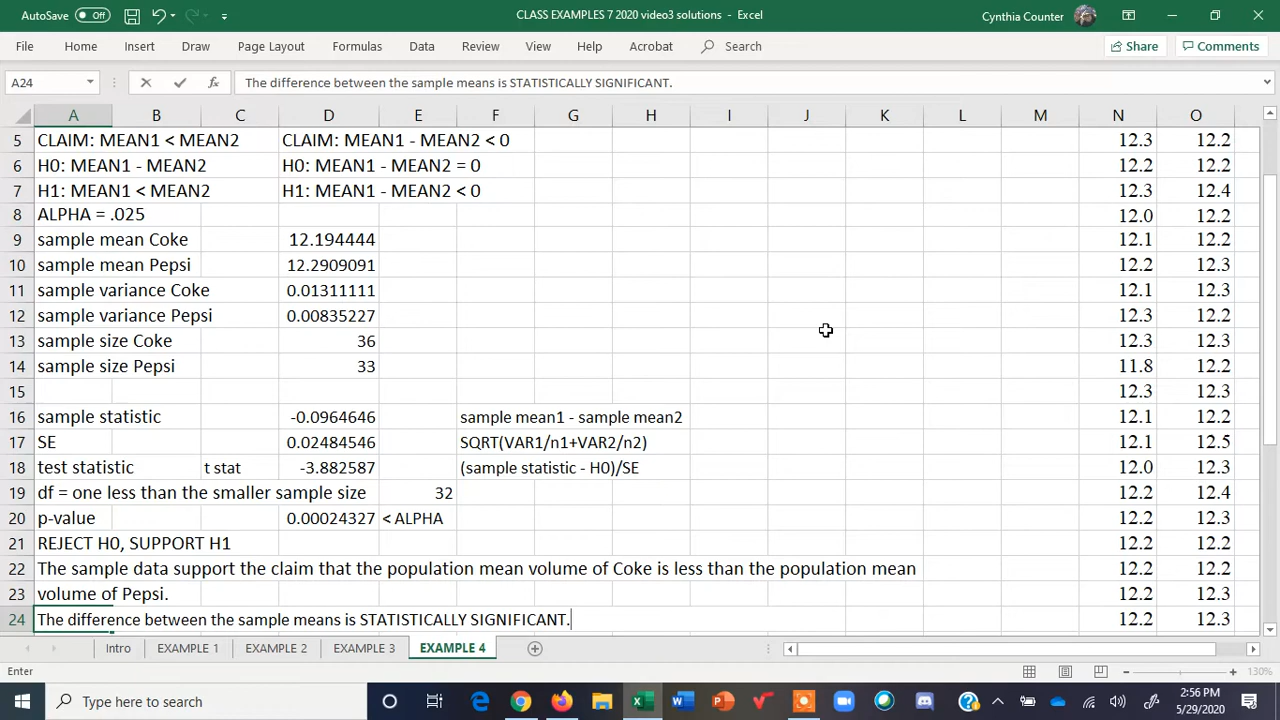 AutoSave Off CLASS EXAMPLES 7 2020 video3 solutions - Excel Cynthia Counter
File Home Insert Draw Page Layout Formulas Data Review View Help Acrobat Search Share Comments
A24 fx The difference between the sample means is STATISTICALLY SIGNIFICANT.
A B C D E F G H I J K L M N O
5 CLAIM: MEAN1 < MEAN2 CLAIM: MEAN1 - MEAN2 < 0 12.3 12.2
6 H0: MEAN1 - MEAN2 H0: MEAN1 - MEAN2 = 0 12.2 12.2
7 H1: MEAN1 < MEAN2 H1: MEAN1 - MEAN2 < 0 12.3 12.4
8 ALPHA = .025 12.0 12.2
9 sample mean Coke 12.194444 12.1 12.2
10 sample mean Pepsi 12.2909091 12.2 12.3
11 sample variance Coke 0.01311111 12.1 12.3
12 sample variance Pepsi 0.00835227 12.3 12.2
13 sample size Coke 36 12.3 12.3
14 sample size Pepsi 33 11.8 12.2
15 12.3 12.3
16 sample statistic -0.0964646 sample mean1 - sample mean2 12.1 12.2
17 SE 0.02484546 SQRT(VAR1/n1+VAR2/n2) 12.1 12.5
18 test statistic t stat -3.882587 (sample statistic - H0)/SE 12.0 12.3
19 df = one less than the smaller sample size 32 12.2 12.4
20 p-value 0.00024327 < ALPHA 12.2 12.3
21 REJECT H0, SUPPORT H1 12.2 12.2
22 The sample data support the claim that the population mean volume of Coke is less than the population mean 12.2 12.2
23 volume of Pepsi. 12.2 12.3
24 The difference between the sample means is STATISTICALLY SIGNIFICANT. 12.2 12.3
Intro EXAMPLE 1 EXAMPLE 2 EXAMPLE 3 EXAMPLE 4
Enter 130%
Type here to search 2:56 PM
5/29/2020